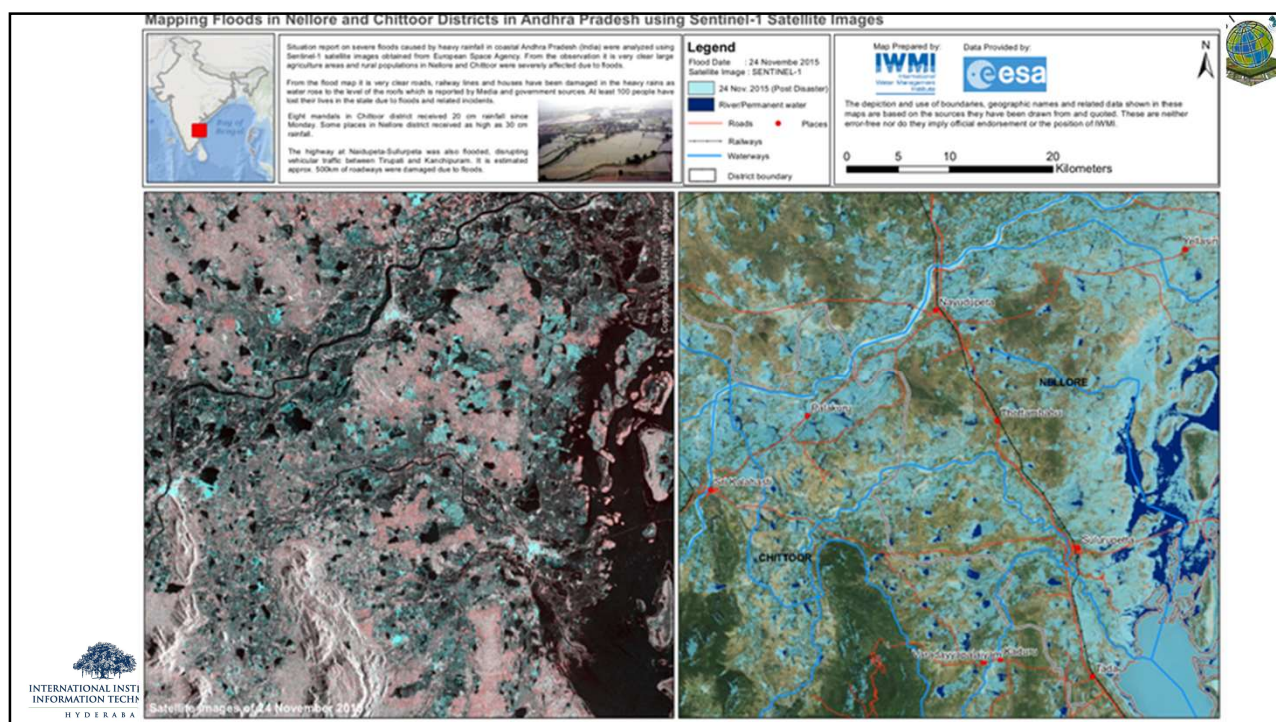 Mapping Floods in Nellore and Chittoor Districts in Andhra Pradesh using Sentinel-1 Satellite Images
Bay of
Bengal
Situation report on severe floods caused by heavy rainfall in coastal Andhra Pradesh (India) were analyzed using
Sentinel-1 satellite images obtained from European Space Agency. From the observation it is very clear large
agriculture areas and rural populations in Nellore and Chittoor were severely affected due to floods.
From the flood map it is very clear roads, railway lines and houses have been damaged in the heavy rains as
water rose to the level of the roofs which is reported by Media and government sources. At least 100 people have
lost their lives in the state due to floods and related incidents.
Eight mandals in Chittoor district received 20 cm rainfall since
Monday. Some places in Nellore district received as high as 30 cm
rainfall.
The highway at Naidupeta-Sullurpeta was also flooded, disrupting
vehicular traffic between Tirupati and Kanchipuram. It is estimated
approx. 500km of roadways were damaged due to floods.
Legend
Flood Date : 24 Novembe 2015
Satellite Image : SENTINEL-1
24 Nov. 2015 (Post Disaster)
River/Permanent water
Roads
Places
Railways
Waterways
District boundary
Map Prepared by:
IWMI
International
Water Management
Institute
Data Provided by:
esa
N
The depiction and use of boundaries, geographic names and related data shown in these
maps are based on the sources they have been drawn from and quoted. These are neither
error-free nor do they imply official endorsement or the position of IWMI.
0 5 10 20
Kilometers
Yellasiri
Nayudupeta
NELLORE
Palakuru
Sri Kalahasti
CHITTOOR
Tada
Satellite Images of 24 November 2015
INTERNATIONAL INSTI
INFORMATION TECHN
HYDERABA